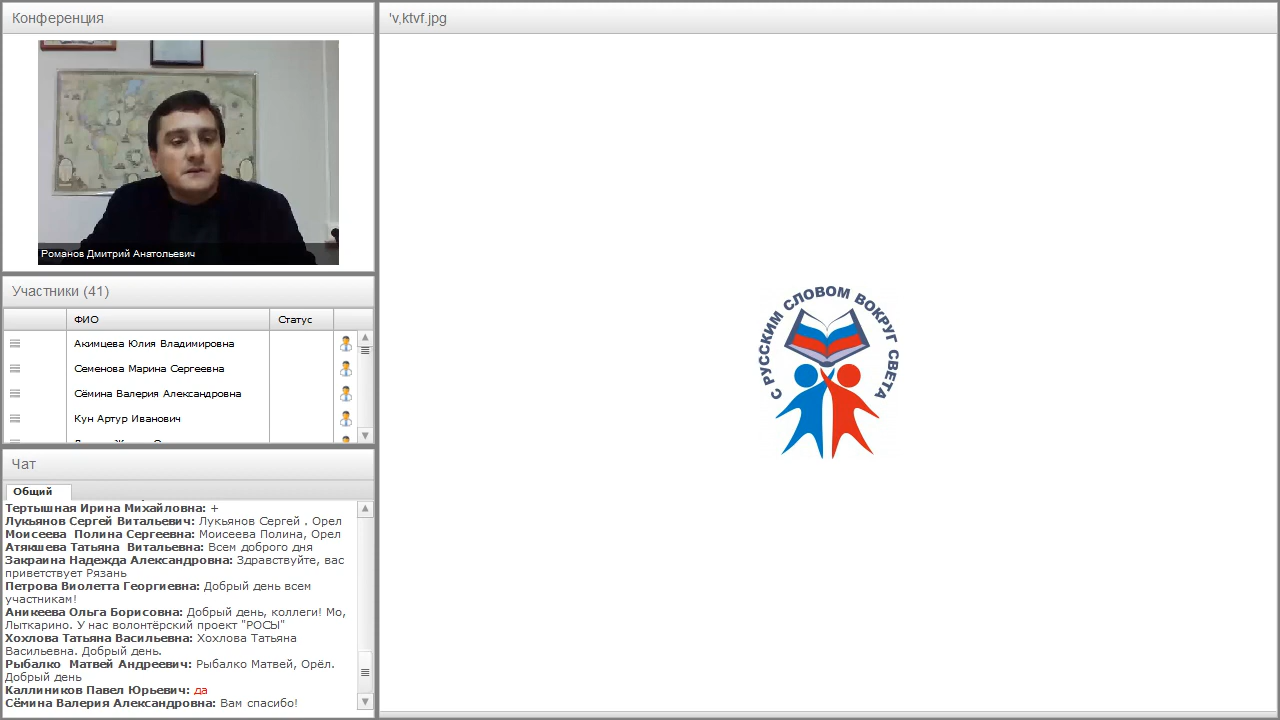 Конференция
Романов Дмитрий Анатольевич
Участники (41)
ФИО
Статус
Акимцева Юлия Владимировна
Семенова Марина Сергеевна
Сёмина Валерия Александровна
Кун Артур Иванович
Чат
Общий
Тертышная Ирина Михайловна: +
Лукьянов Сергей Витальевич: Лукьянов Сергей . Орел
Моисеева  Полина Сергеевна: Моисеева Полина, Орел
Атякшева Татьяна  Витальевна: Всем доброго дня
Закраина Надежда Александровна: Здравствуйте, вас
приветствует Рязань
Петрова Виолетта Георгиевна: Добрый день всем
участникам!
Аникеева Ольга Борисовна: Добрый день, коллеги! Мо,
Лыткарино. У нас волонтёрский проект "РОСЫ"
Хохлова Татьяна Васильевна: Хохлова Татьяна
Васильевна. Добрый день.
Рыбалко  Матвей Андреевич: Рыбалко Матвей, Орёл.
Добрый день
Каллиников Павел Юрьевич: да
Сёмина Валерия Александровна: Вам спасибо!
'v,ktvf.jpg
С РУССКИМ СЛОВОМ ВОКРУГ СВЕТА